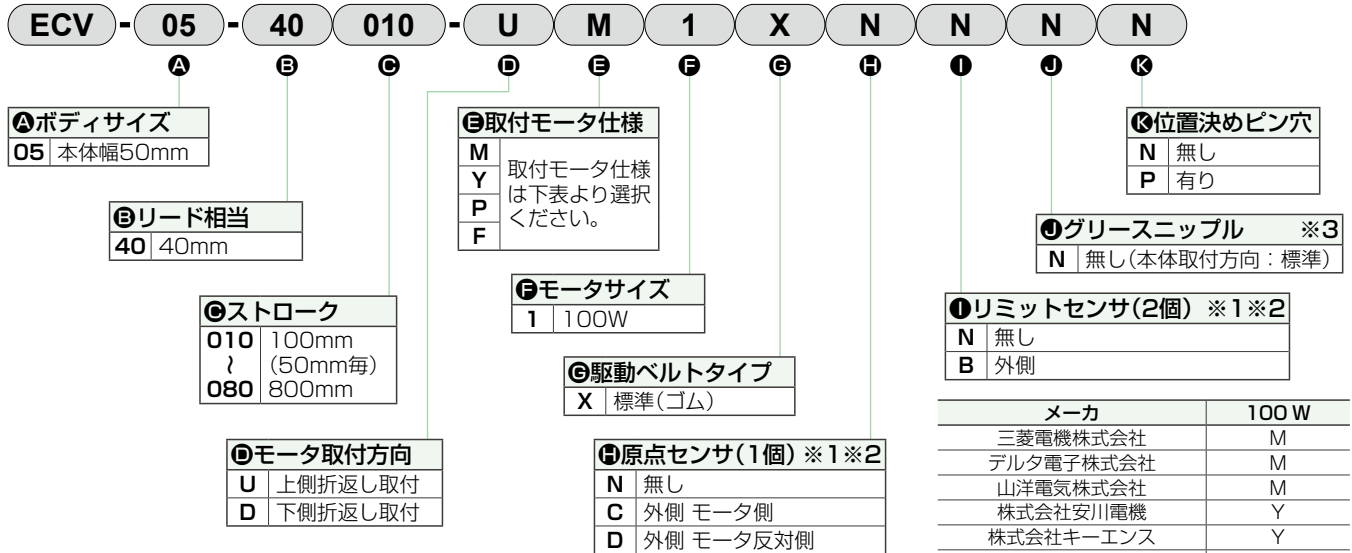 ECV - 05 - 40 010 - U M 1 X N N N N
A B C D E F G H I J K
Aボディサイズ
05 本体幅50mm
Bリード相当
40 40mm
Cストローク
010 100mm
~ (50mm毎)
080 800mm
Dモータ取付方向
U 上側折返し取付
D 下側折返し取付
E取付モータ仕様
M
Y
P
F
取付モータ仕様
は下表より選択
ください。
Fモータサイズ
1 100W
G駆動ベルトタイプ
X 標準(ゴム)
H原点センサ(1個) ※1※2
N 無し
C 外側 モータ側
D 外側 モータ反対側
Iリミットセンサ(2個) ※1※2
N 無し
B 外側
Jグリースニップル ※3
N 無し(本体取付方向:標準)
K位置決めピン穴
N 無し
P 有り
メーカ 100 W
三菱電機株式会社 M
デルタ電子株式会社 M
山洋電気株式会社 M
株式会社安川電機 Y
株式会社キーエンス Y